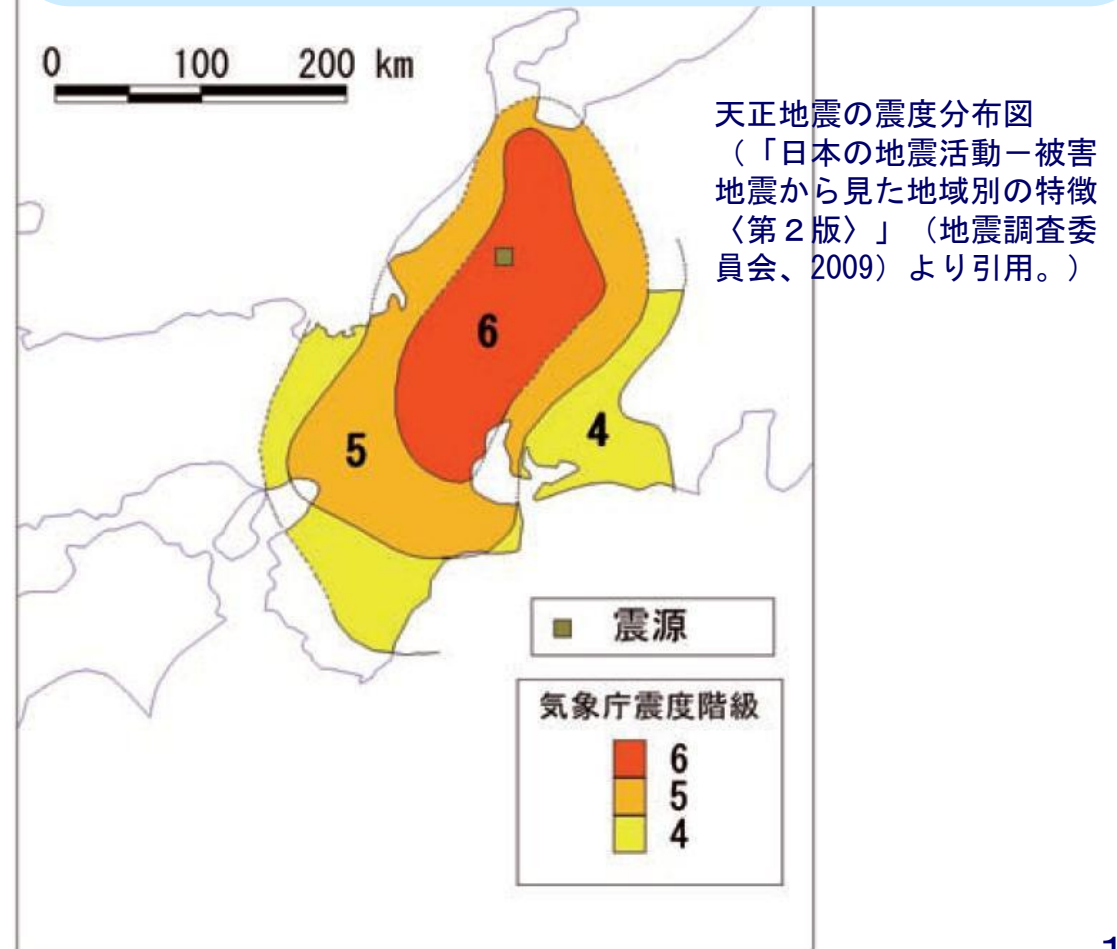 0 100 200 km
天正地震の震度分布図
(「日本の地震活動－被害
地震から見た地域別の特徴
〈第２版〉」(地震調査委
員会、2009)より引用。)
6
5
4
震源
気象庁震度階級
6
5
4